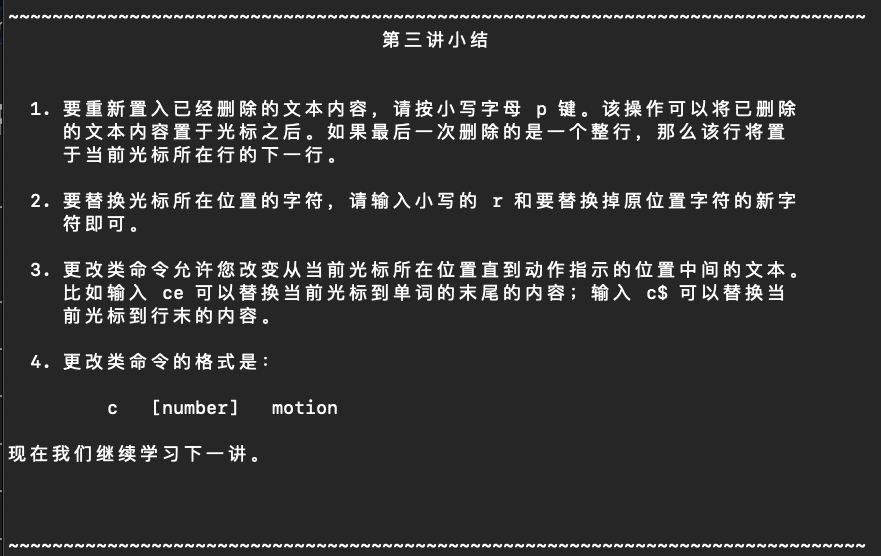 ~~~~~~~~~~~~~~~~~~~~~~~~~~~~~~~~~~~~~~~~~~~~~~~~~~~~~~~~~~~~~~~~~~~~~~~~~~~~~~
第三讲小结
1. 要重新置入已经删除的文本内容，请按小写字母 p 键。该操作可以将已删除
的文本内容置于光标之后。如果最后一次删除的是一个整行，那么该行将置
于当前光标所在行的下一行。
2. 要替换光标所在位置的字符，请输入小写的 r 和要替换掉原位置字符的新字
符即可。
3. 更改类命令允许您改变从当前光标所在位置直到动作指示的位置中间的文本。
比如输入 ce 可以替换当前光标到单词的末尾的内容；输入 c$ 可以替换当
前光标到行末的内容。
4. 更改类命令的格式是：
c [number] motion
现在我们继续学习下一讲。
~~~~~~~~~~~~~~~~~~~~~~~~~~~~~~~~~~~~~~~~~~~~~~~~~~~~~~~~~~~~~~~~~~~~~~~~~~~~~~